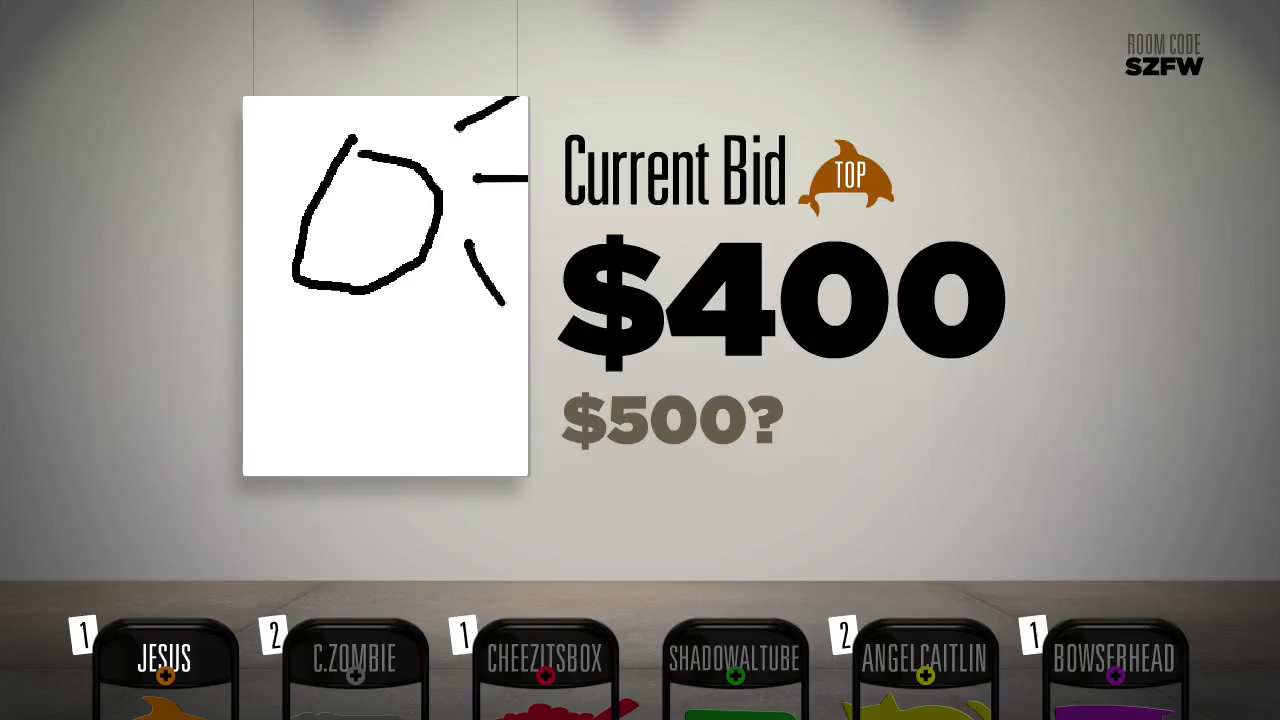 ROOM CODE
SZFW
Current Bid
TOP
$400
$500?
1 2 1 2 1
JESUS C.ZOMBIE CHEEZITSBOX SHADOWALTUBE ANGELCAITLIN BOWSERHEAD